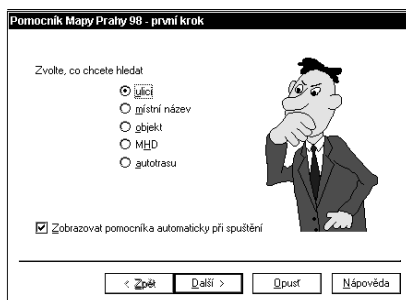 Pomocník Mapy Prahy 98 - první krok
Zvolte, co chcete hledat
ulici
místní název
objekt
MHD
autotrasu
Zobrazovat pomocníka automaticky při spuštění
< Zpět
Další >
Opusť
Nápověda